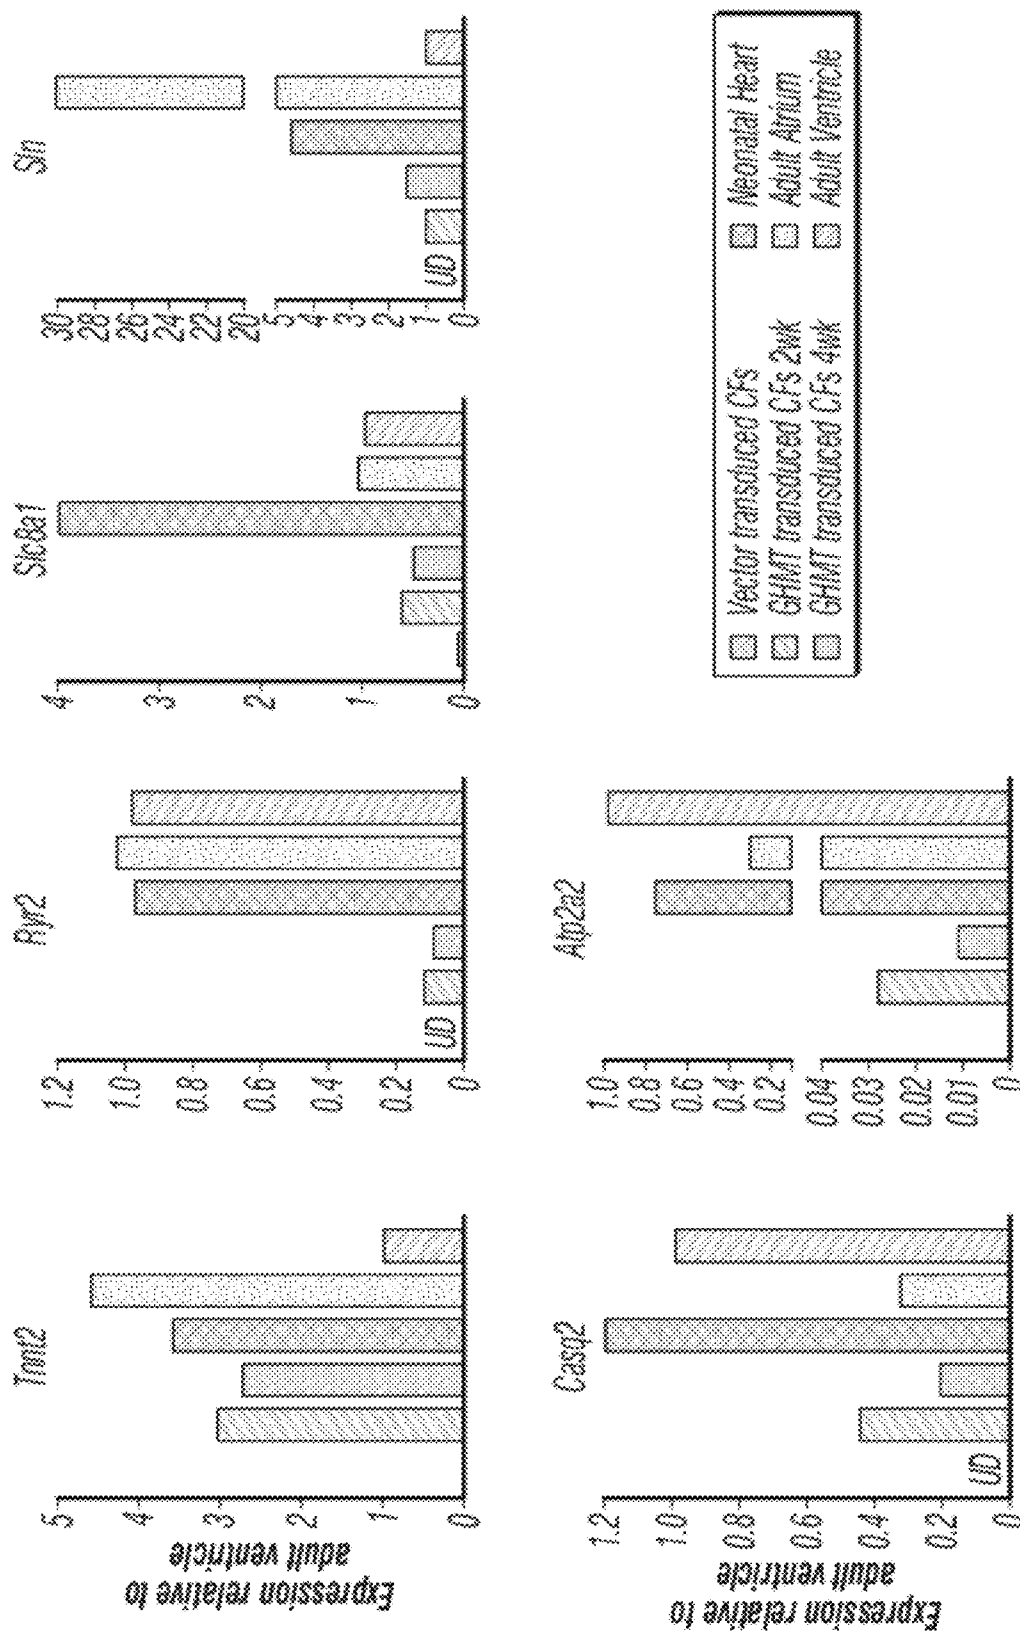 Tnnt2
Ryr2
Slc8a1
Sln
Expression relative to
adult ventricle
5
4
3
2
1
0
1.2
1.0
0.8
0.6
0.4
0.2
0
UD
4
3
2
1
0
30
28
26
24
22
20
5
4
3
2
1
0
UD
Casq2
Atp2a2
Expression relative to
adult ventricle
1.2
1.0
0.8
0.6
0.4
0.2
0
UD
1.0
0.8
0.6
0.4
0.2
0.04
0.03
0.02
0.01
0
Vector transduced CFs
Neonatal Heart
GHMT transduced CFs 2wk
Adult Atrium
GHMT transduced CFs 4wk
Adult Ventricle